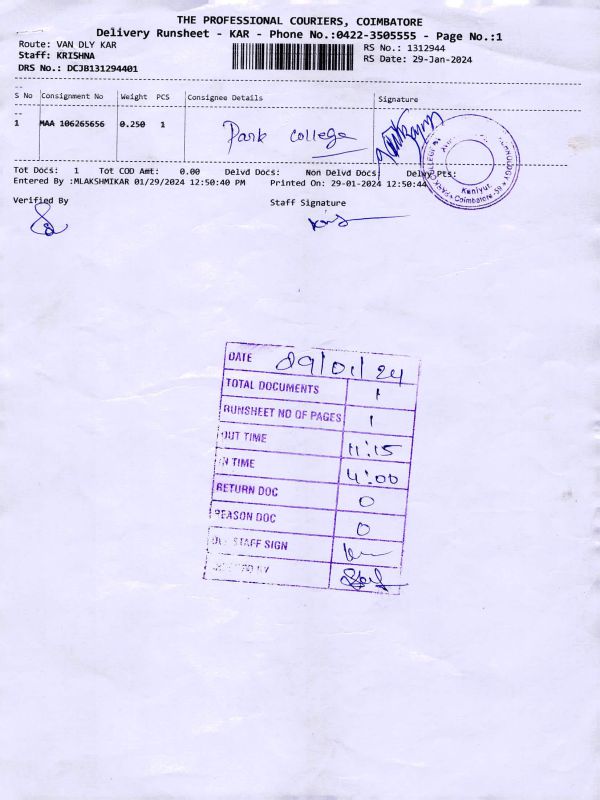 THE PROFESSIONAL COURIERS, COIMBATORE
Delivery Runsheet - KAR - Phone No.:0422-3505555 - Page No.:1
Route: VAN DLY KAR
Staff: KRISHNA
DRS No.: DCJB131294401
RS No.: 1312944
RS Date: 29-Jan-2024
S No Consignment No Weight PCS Consignee Details Signature
1 MAA 106265656 0.250 1 Park College
Tot Docs: 1 Tot COD Amt: 0.00 Delvd Docs: Non Delvd Docs: Delvy Pts:
Entered By :MLAKSHMIKAR 01/29/2024 12:50:40 PM Printed On: 29-01-2024 12:50:44
Verified By Staff Signature
TECHNOLOGY
Kaniyur
Coimbatore-59
DATE 29/01/24
TOTAL DOCUMENTS 1
RUNSHEET NO OF PAGES 1
OUT TIME 11:15
IN TIME 4:00
RETURN DOC 0
REASON DOC 0
STAFF SIGN